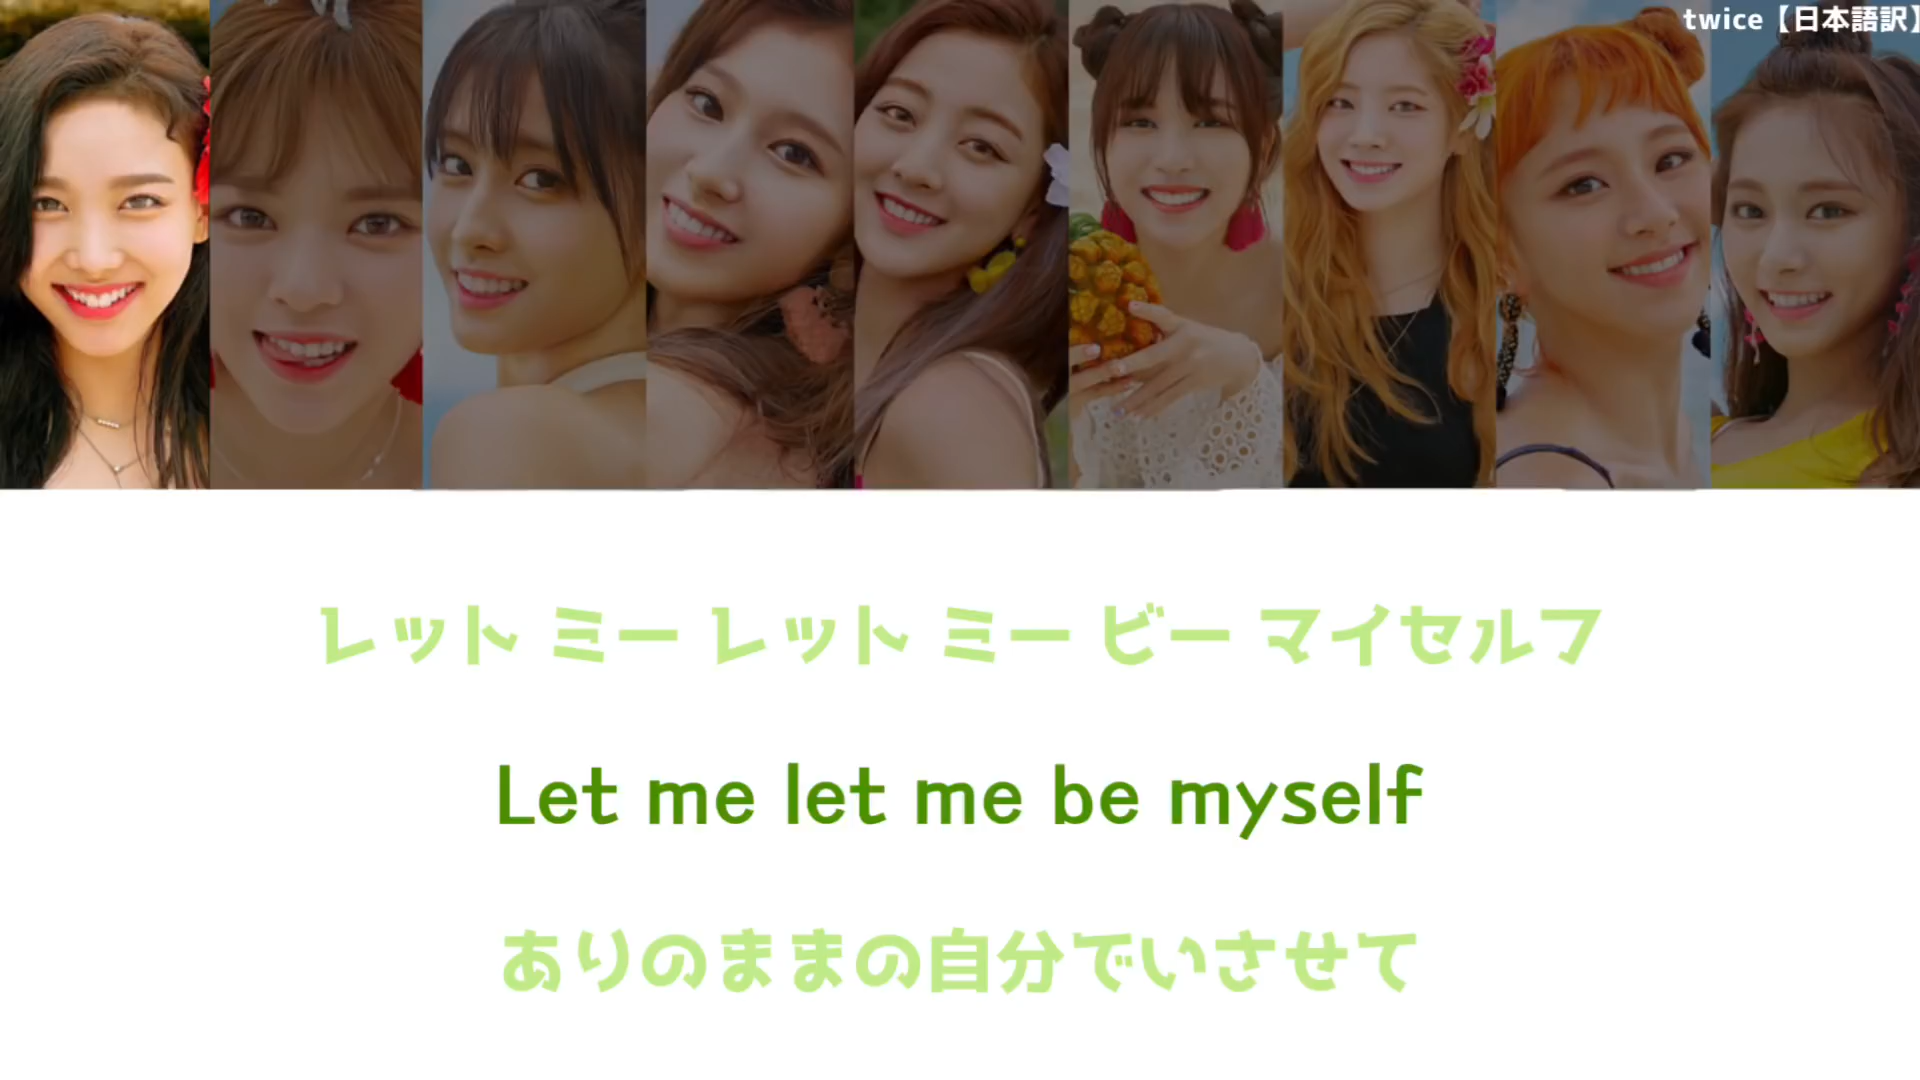 twice【日本語訳】
レット ミー レット ミー ビー マイセルフ
Let me let me be myself
ありのままの自分でいさせて